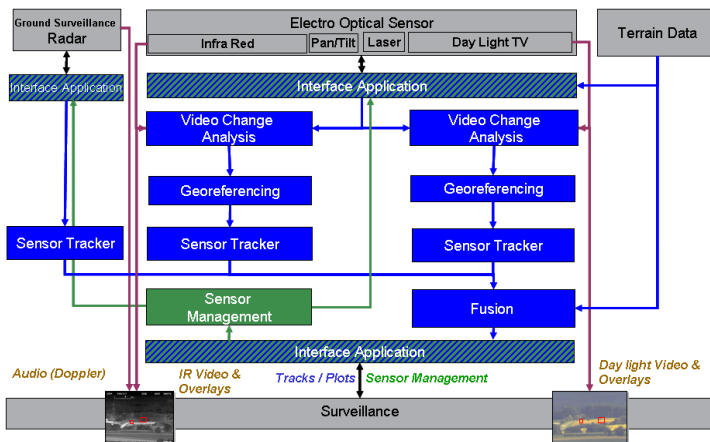 Ground Surveillance
Radar
Electro Optical Sensor
Infra Red
Pan/Tilt
Laser
Day Light TV
Terrain Data
Interface Application
Interface Application
Video Change
Analysis
Video Change
Analysis
Georeferencing
Georeferencing
Sensor Tracker
Sensor Tracker
Sensor Tracker
Sensor
Management
Fusion
Interface Application
Audio (Doppler)
IR Video &
Overlays
Tracks / Plots
Sensor Management
Day light Video &
Overlays
Surveillance